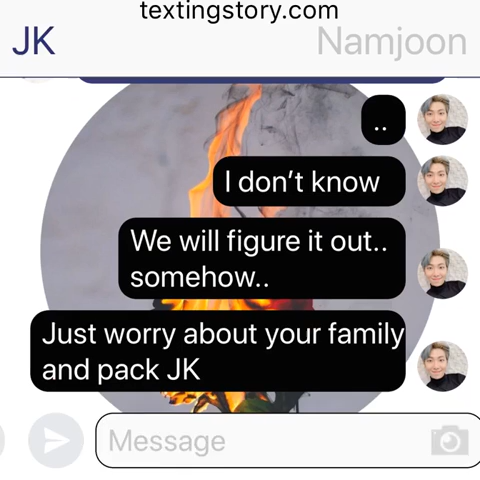 textingstory.com
JK Namjoon
..
I don't know
We will figure it out..
somehow..
Just worry about your family
and pack JK
Message